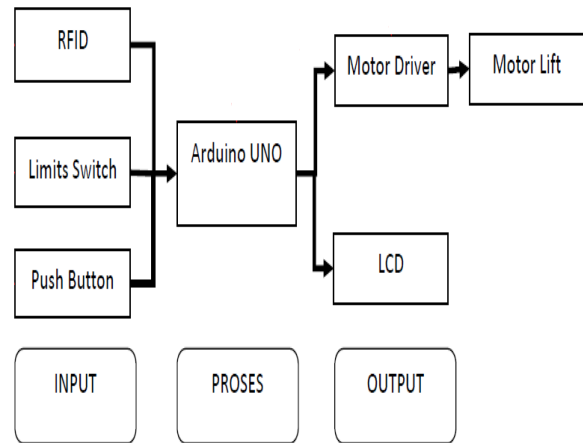 RFID
Motor Driver
Motor Lift
Limits Switch
Arduino UNO
Push Button
LCD
INPUT
PROSES
OUTPUT